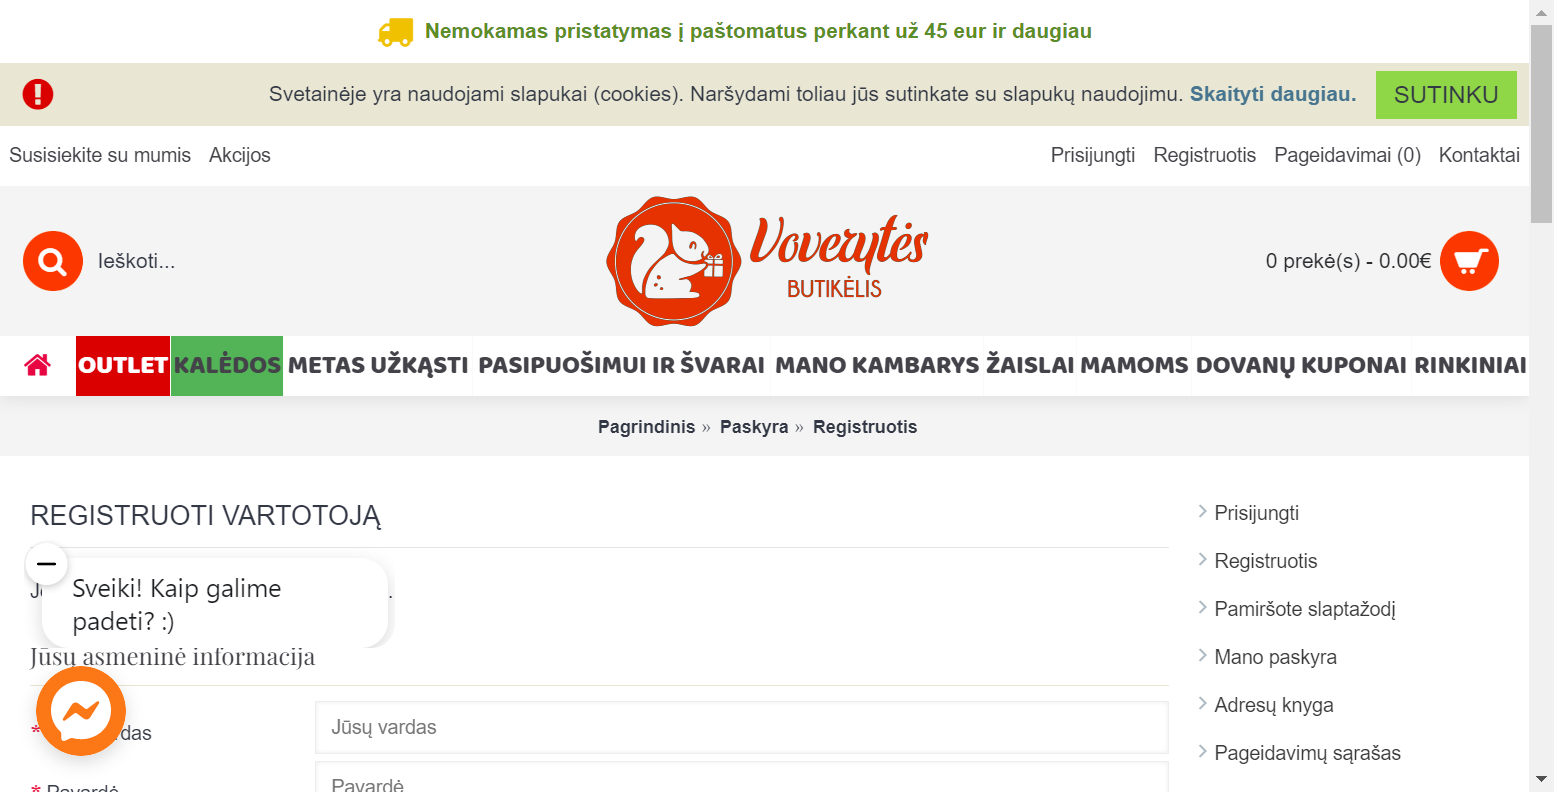 Nemokamas pristatymas į paštomatus perkant už 45 eur ir daugiau
Svetainėje yra naudojami slapukai (cookies). Naršydami toliau jūs sutinkate su slapukų naudojimu. Skaityti daugiau. SUTINKU
Susisiekite su mumis Akcijos Prisijungti Registruotis Pageidavimai (0) Kontaktai
Ieškoti...
Voverytės
BUTIKĖLIS
0 prekė(s) - 0.00€
OUTLET KALĖDOS METAS UŽKĄSTI PASIPUOŠIMUI IR ŠVARAI MANO KAMBARYS ŽAISLAI MAMOMS DOVANŲ KUPONAI RINKINIAI
Pagrindinis » Paskyra » Registruotis
REGISTRUOTI VARTOTOJĄ
Sveiki! Kaip galime
padeti? :)
Jūsų asmeninė informacija
* Jūsų vardas
* Pavardė
Pavardė
Prisijungti
Registruotis
Pamiršote slaptažodį
Mano paskyra
Adresų knyga
Pageidavimų sąrašas